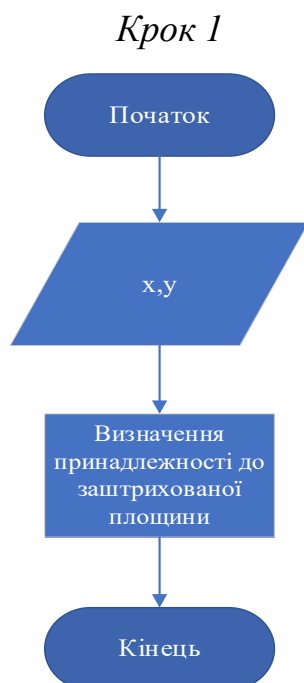 Крок 1
Початок
x,y
Визначення
принадлежності до
заштрихованої
площини
Кінець